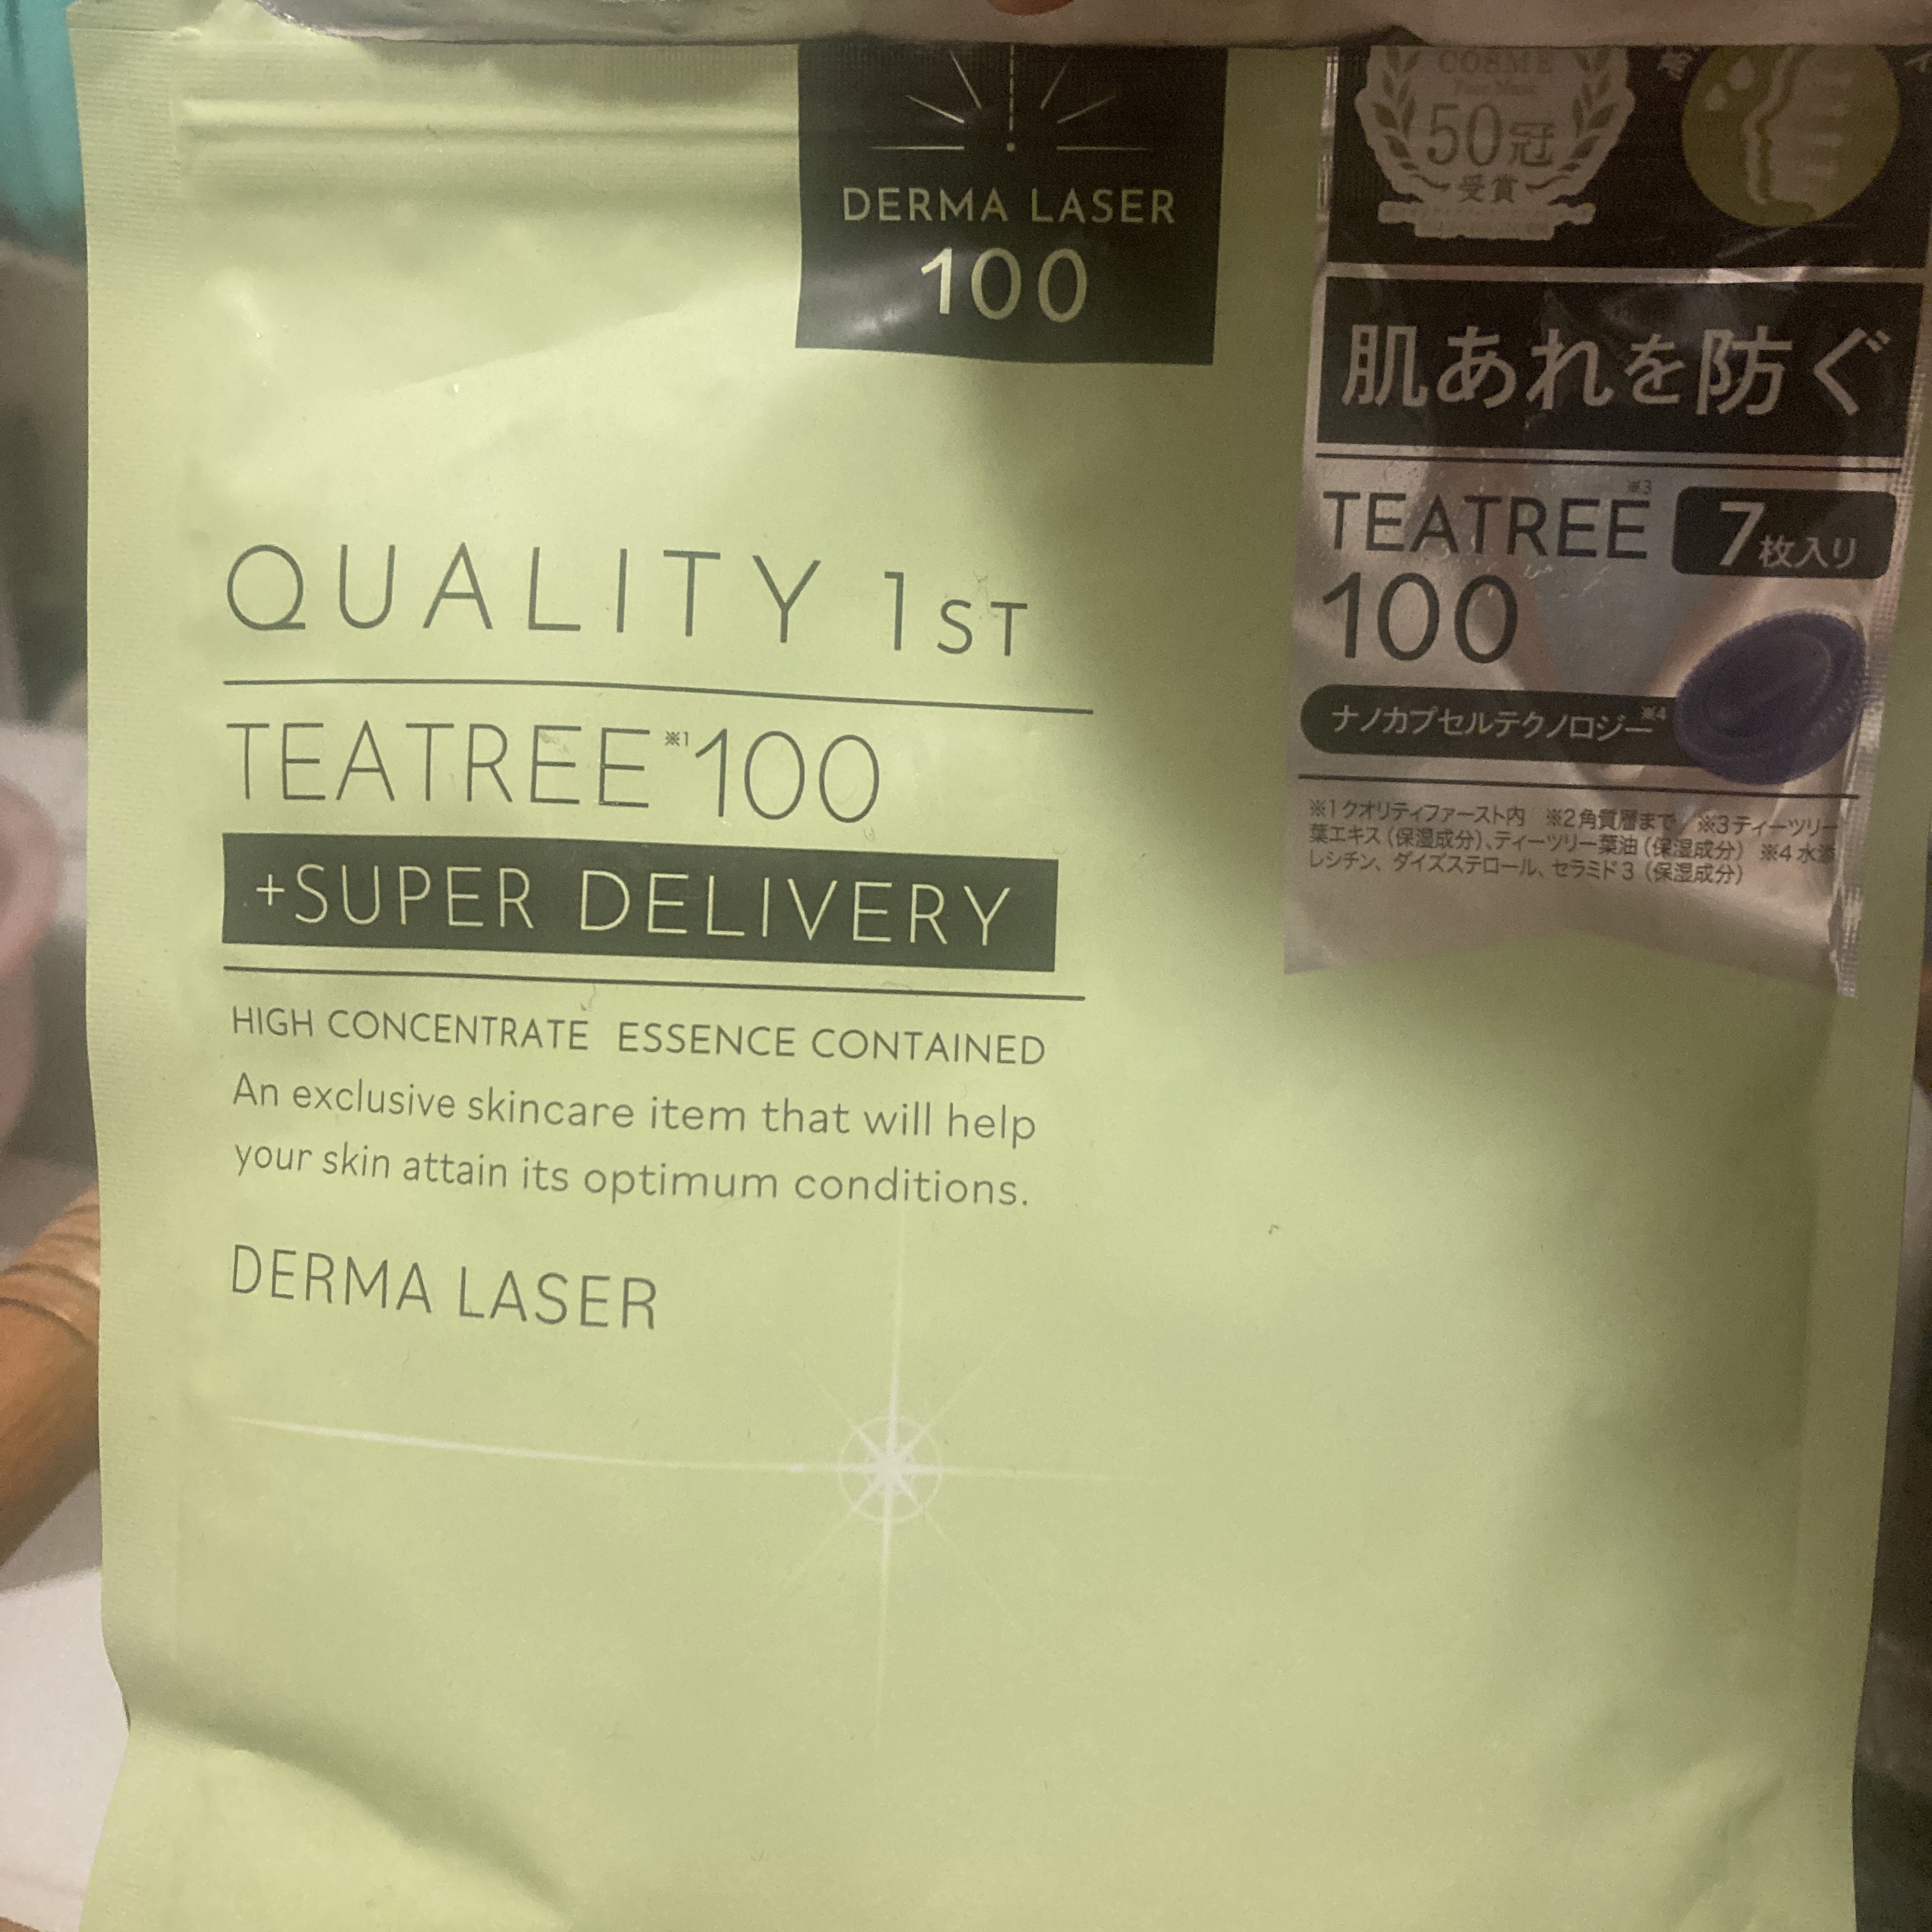 DERMA LASER
100
QUALITY 1ST
TEATREE※1 100
+SUPER DELIVERY
HIGH CONCENTRATE ESSENCE CONTAINED
An exclusive skincare item that will help
your skin attain its optimum conditions.
DERMA LASER
COSME
Face Mask
50冠
受賞
肌あれを防ぐ
TEATREE※3
100
7枚入り
ナノカプセルテクノロジー※4
※1クオリティファースト内 ※2角質層まで ※3ティーツリー
葉エキス(保湿成分)、ティーツリー葉油(保湿成分) ※4水添
レシチン、ダイズステロール、セラミド3(保湿成分)